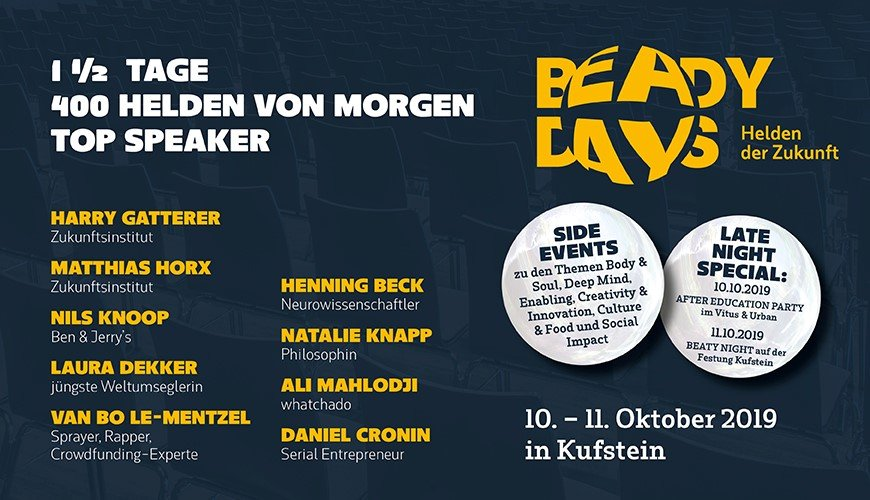 1 ½ TAGE
400 HELDEN VON MORGEN
TOP SPEAKER
HARRY GATTERER
Zukunftsinstitut
MATTHIAS HORX
Zukunftsinstitut
NILS KNOOP
Ben & Jerry's
LAURA DEKKER
jüngste Weltumseglerin
VAN BO LE-MENTZEL
Sprayer, Rapper,
Crowdfunding-Experte
HENNING BECK
Neurowissenschaftler
NATALIE KNAPP
Philosophin
ALI MAHLODJI
whatchado
DANIEL CRONIN
Serial Entrepreneur
BEADY
DAYS
Helden
der Zukunft
SIDE
EVENTS
zu den Themen Body &
Soul, Deep Mind,
Enabling, Creativity &
Innovation, Culture
& Food und Social
Impact
LATE
NIGHT
SPECIAL:
10.10.2019
AFTER EDUCATION PARTY
im Vitus & Urban
11.10.2019
BEATY NIGHT auf der
Festung Kufstein
10. – 11. Oktober 2019
in Kufstein